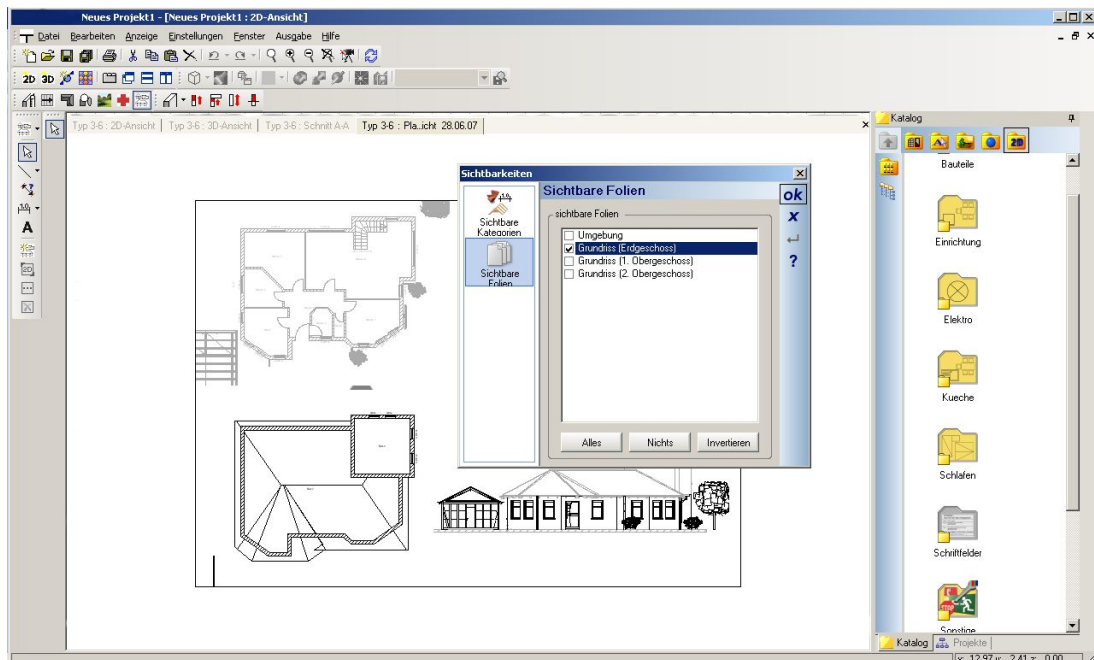 Neues Projekt1 - [Neues Projekt1 : 2D-Ansicht]
Datei Bearbeiten Anzeige Einstellungen Fenster Ausgabe Hilfe
2D 3D
Typ 3-6 : 2D-Ansicht Typ 3-6 : 3D-Ansicht Typ 3-6 : Schnitt A-A Typ 3-6 : Pla..icht 28.06.07
A
2D
Sichtbarkeiten
Sichtbare
Kategorien
Sichtbare
Folien
Sichtbare Folien
sichtbare Folien
Umgebung
Grundriss (Erdgeschoss)
Grundriss (1. Obergeschoss)
Grundriss (2. Obergeschoss)
Alles Nichts Invertieren
ok
x
?
Katalog
2D
Bauteile
Einrichtung
Elektro
Kueche
Schlafen
Schriftfelder
STOP
Sonstige
Katalog Projekte